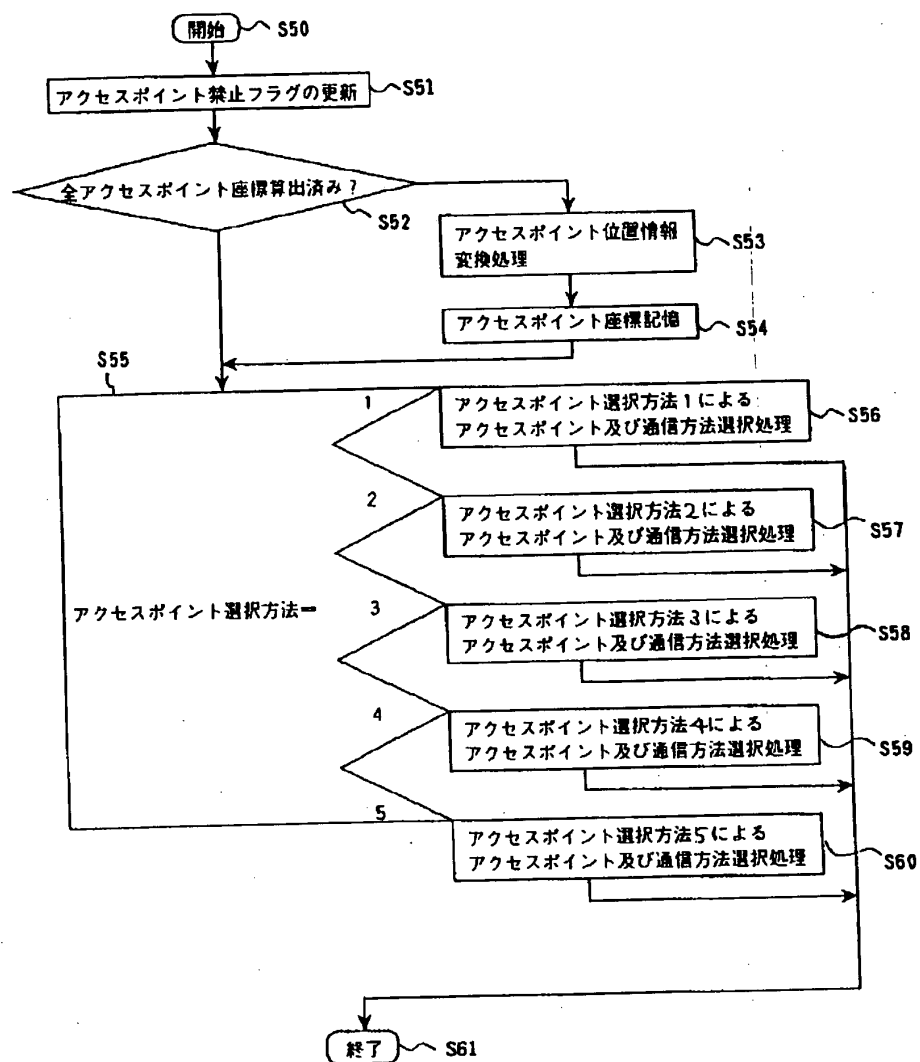 開始
S50
アクセスポイント禁止フラグの更新
S51
全アクセスポイント座標算出済み?
S52
アクセスポイント位置情報
変換処理
S53
アクセスポイント座標記憶
S54
S55
アクセスポイント選択方法=
1
アクセスポイント選択方法1による
アクセスポイント及び通信方法選択処理
S56
2
アクセスポイント選択方法2による
アクセスポイント及び通信方法選択処理
S57
3
アクセスポイント選択方法3による
アクセスポイント及び通信方法選択処理
S58
4
アクセスポイント選択方法4による
アクセスポイント及び通信方法選択処理
S59
5
アクセスポイント選択方法5による
アクセスポイント及び通信方法選択処理
S60
終了
S61